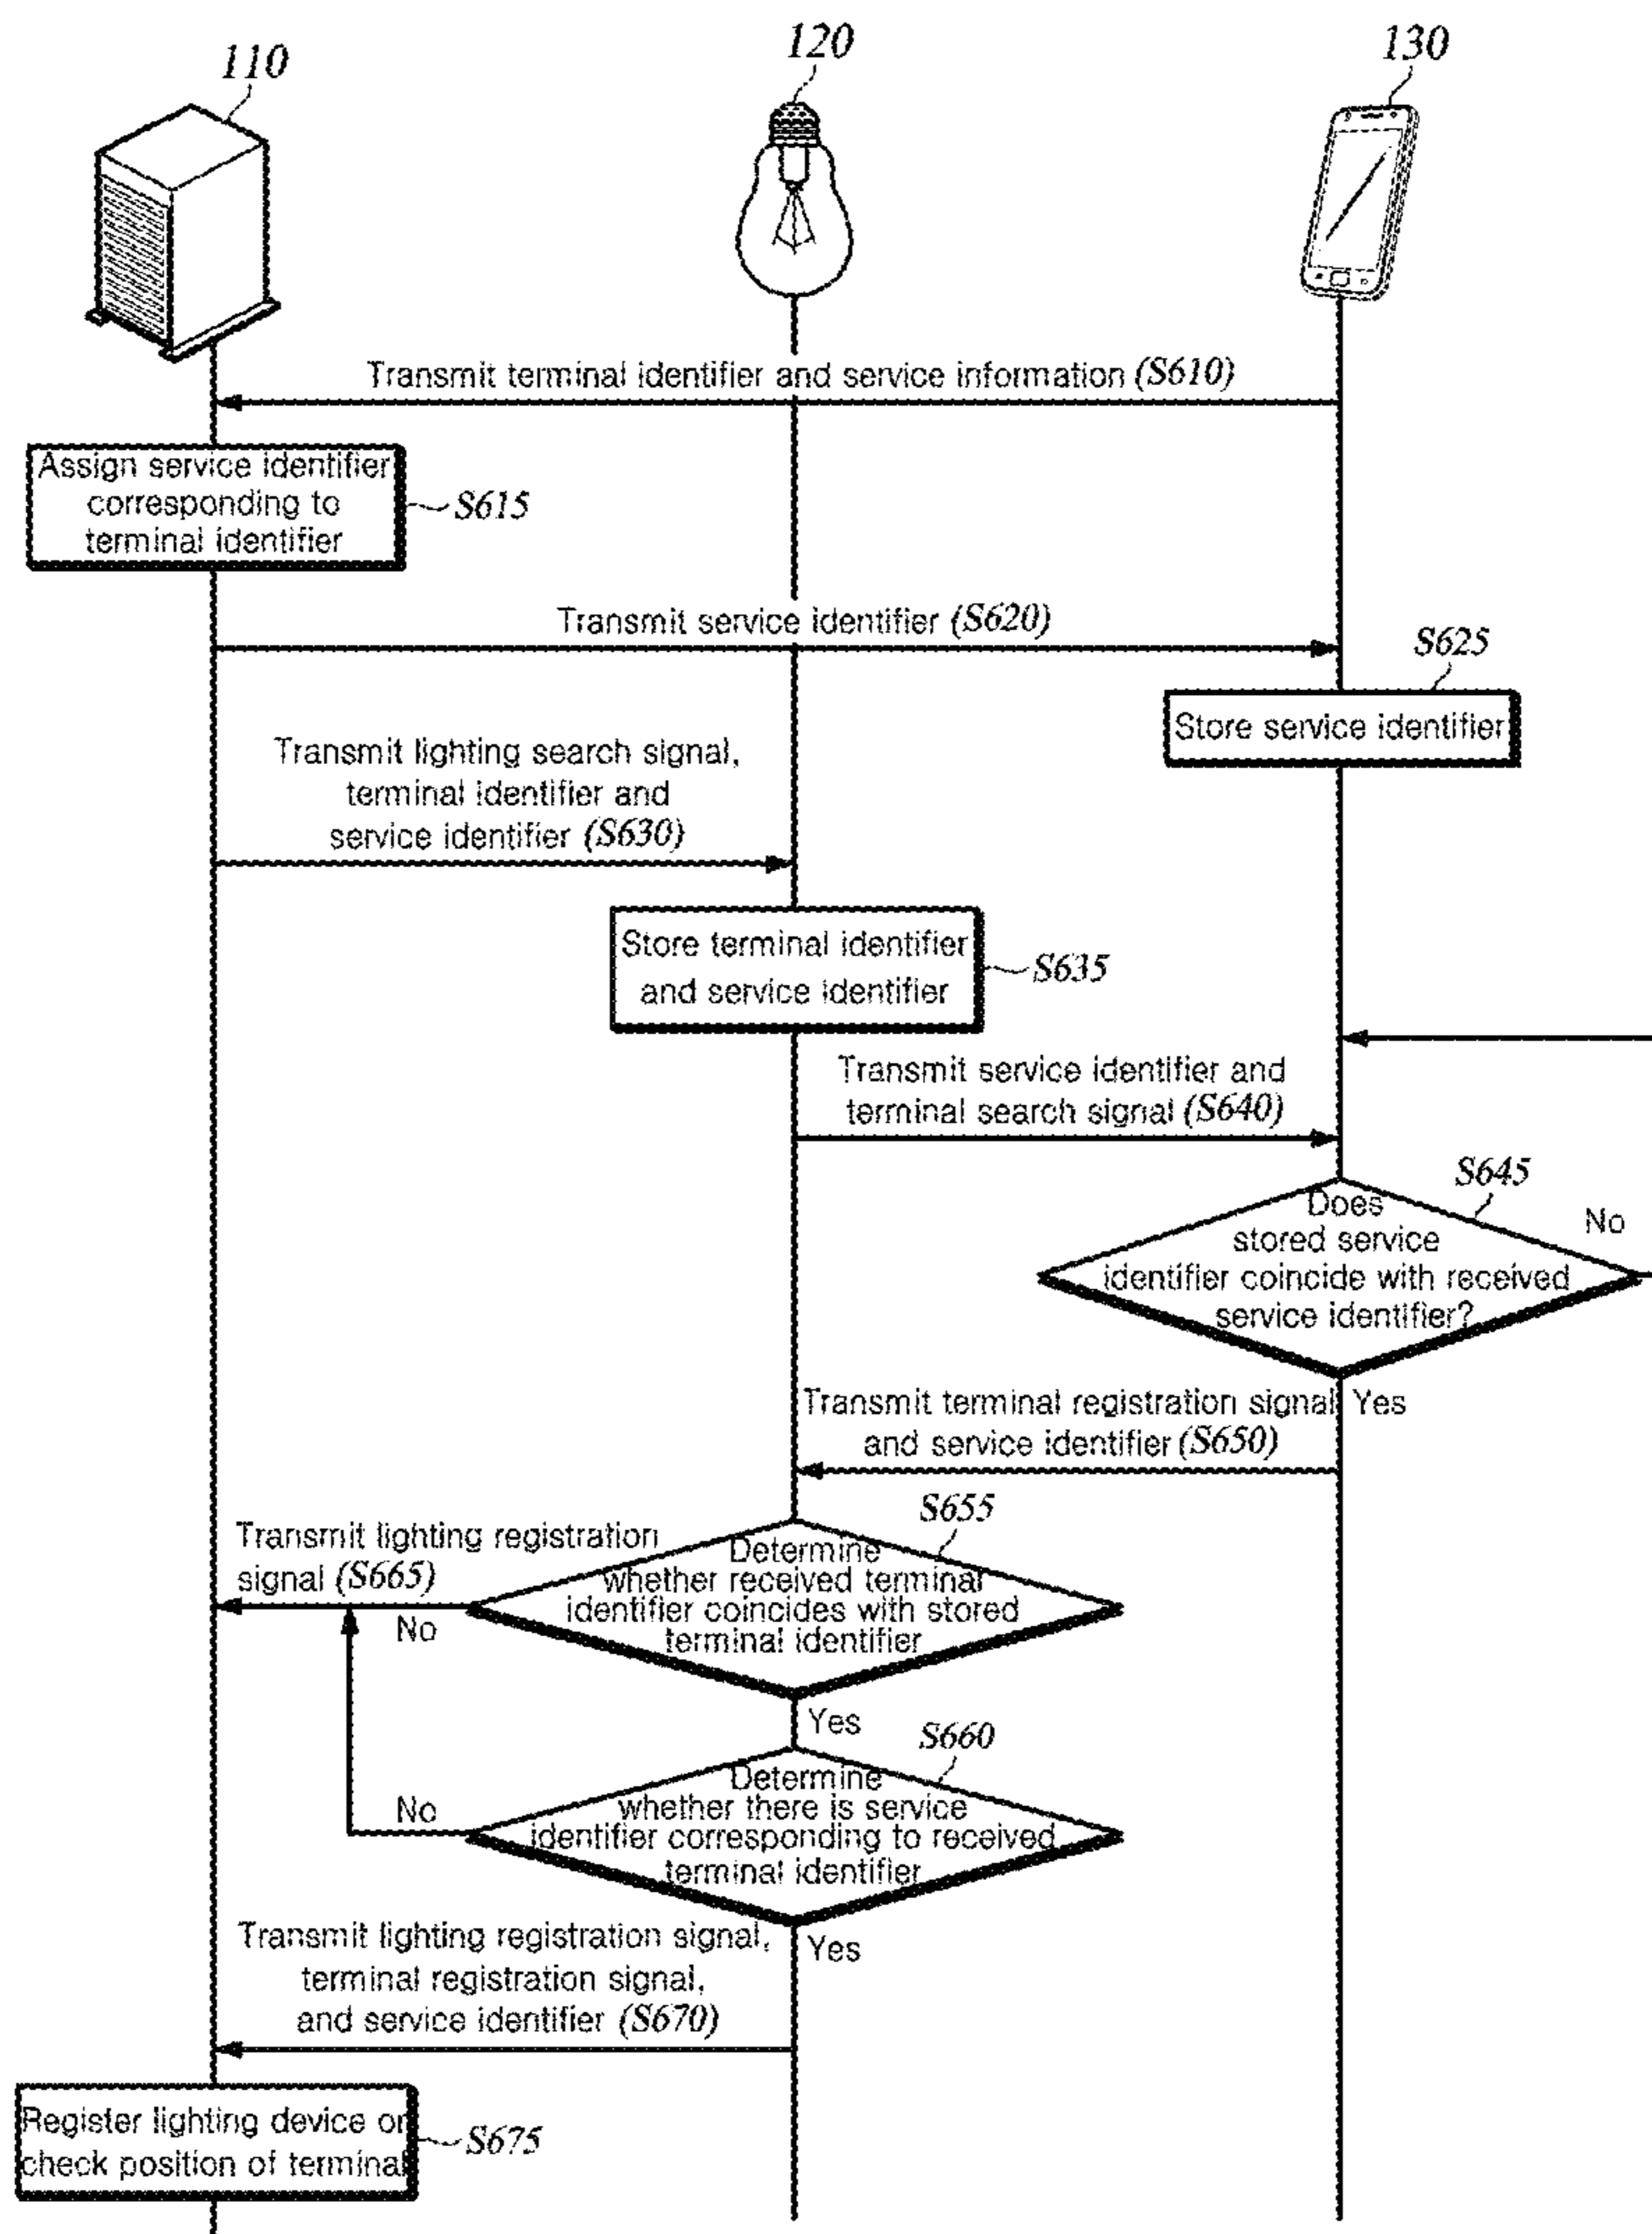 110
120
130
Transmit terminal identifier and service information (S610)
Assign service identifier
corresponding to
terminal identifier
S615
Transmit service identifier (S620)
S625
Store service identifier
Transmit lighting search signal,
terminal identifier and
service identifier (S630)
Store terminal identifier
and service identifier
S635
Transmit service identifier and
terminal search signal (S640)
S645
Does
stored service
identifier coincide with received
service identifier?
No
Yes
Transmit terminal registration signal
and service identifier (S650)
S655
Determine
whether received terminal
identifier coincides with stored
terminal identifier
Transmit lighting registration
signal (S665)
No
Yes
S660
Determine
whether there is service
identifier corresponding to received
terminal identifier
No
Yes
Transmit lighting registration signal,
terminal registration signal,
and service identifier (S670)
Register lighting device or
check position of terminal
S675